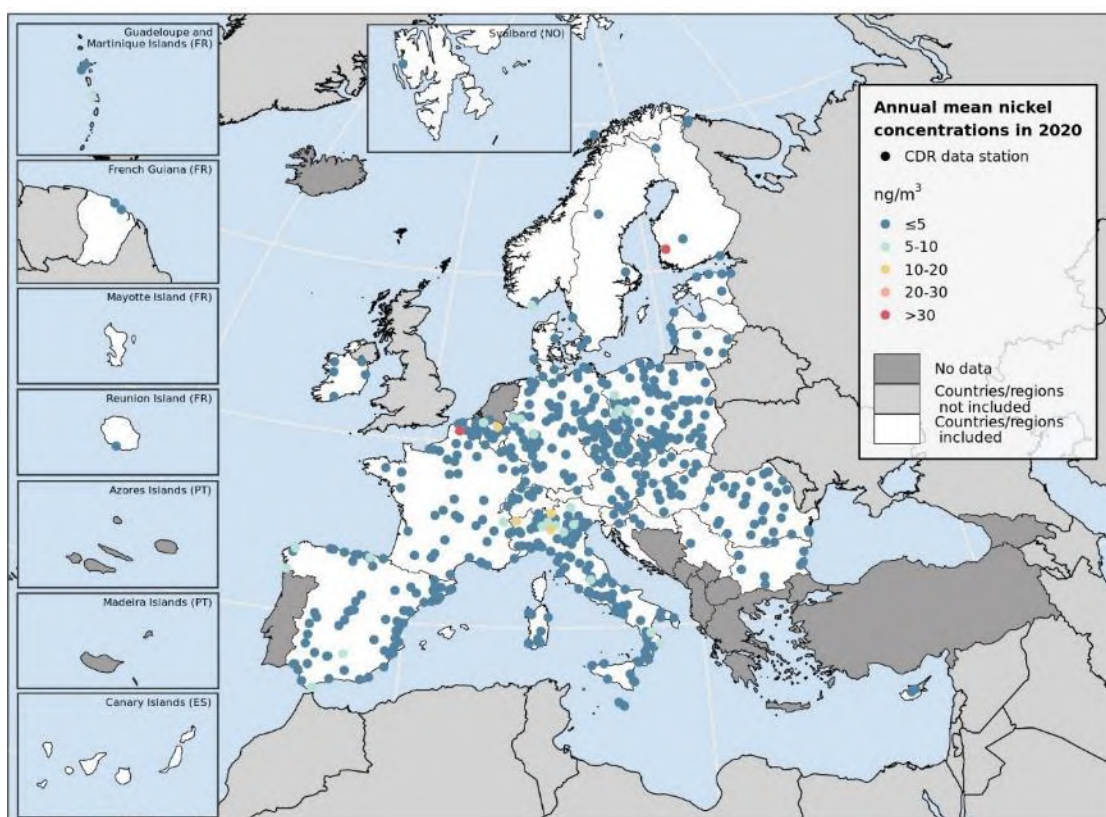 Guadeloupe and
Martinique Islands (FR)
Svalbard (NO)
French Guiana (FR)
Mayotte Island (FR)
Reunion Island (FR)
Azores Islands (PT)
Madeira Islands (PT)
Canary Islands (ES)
Annual mean nickel
concentrations in 2020
CDR data station
ng/m³
≤5
5-10
10-20
20-30
>30
No data
Countries/regions
not included
Countries/regions
included